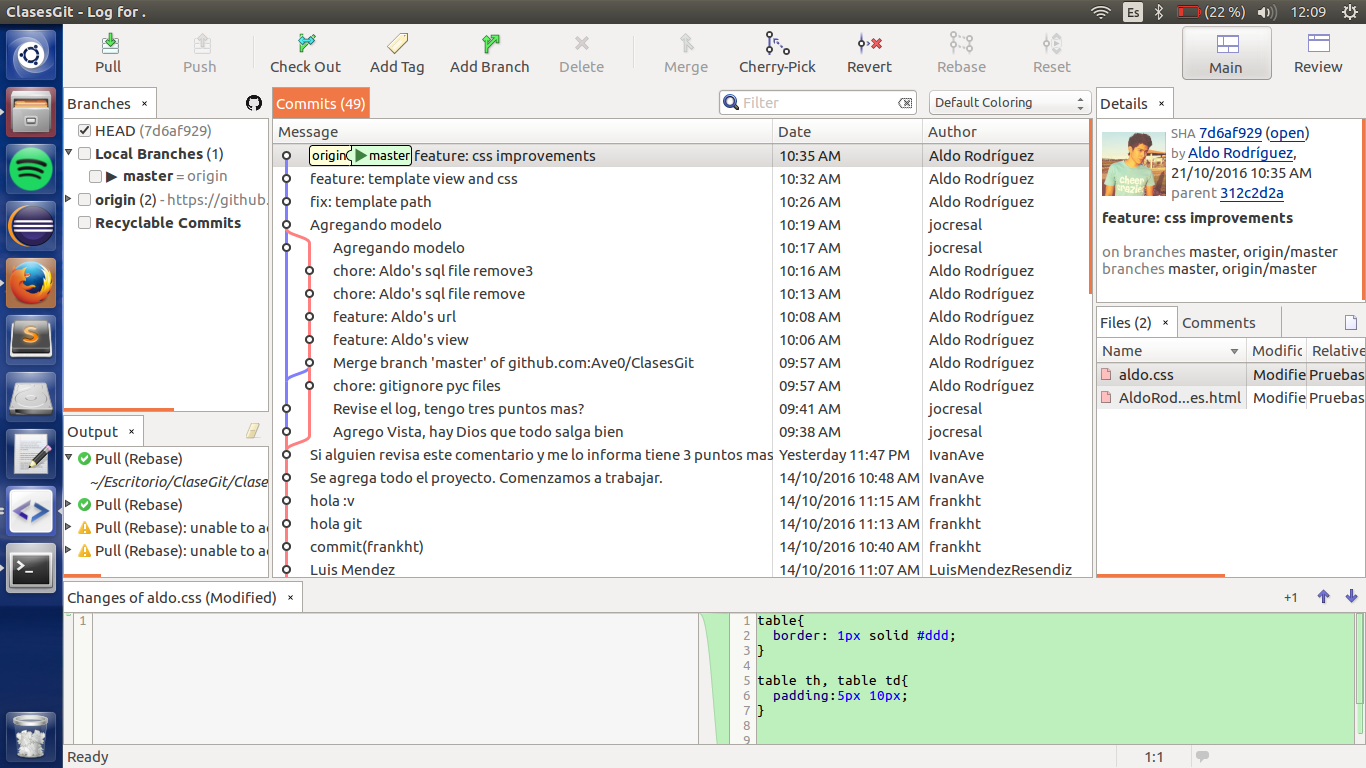 ClasesGit - Log for .
Es
(22 %)
12:09
Pull
Push
Check Out
Add Tag
Add Branch
Delete
Merge
Cherry-Pick
Revert
Rebase
Reset
Main
Review
Branches ×
HEAD (7d6af929)
Local Branches (1)
master = origin
origin (2) - https://github.
Recyclable Commits
Output ×
Pull (Rebase)
~/Escritorio/ClaseGit/Clase
Pull (Rebase)
Pull (Rebase): unable to ac
Pull (Rebase): unable to ac
Commits (49)
Filter
Default Coloring
Message Date Author
origin master feature: css improvements 10:35 AM Aldo Rodríguez
feature: template view and css 10:32 AM Aldo Rodríguez
fix: template path 10:26 AM Aldo Rodríguez
Agregando modelo 10:19 AM jocresal
Agregando modelo 10:17 AM jocresal
chore: Aldo's sql file remove3 10:16 AM Aldo Rodríguez
chore: Aldo's sql file remove 10:13 AM Aldo Rodríguez
feature: Aldo's url 10:08 AM Aldo Rodríguez
feature: Aldo's view 10:06 AM Aldo Rodríguez
Merge branch 'master' of github.com:Ave0/ClasesGit 09:57 AM Aldo Rodríguez
chore: gitignore pyc files 09:57 AM Aldo Rodríguez
Revise el log, tengo tres puntos mas? 09:41 AM jocresal
Agrego Vista, hay Dios que todo salga bien 09:38 AM jocresal
Si alguien revisa este comentario y me lo informa tiene 3 puntos mas Yesterday 11:47 PM IvanAve
Se agrega todo el proyecto. Comenzamos a trabajar. 14/10/2016 10:48 AM IvanAve
hola :v 14/10/2016 11:15 AM frankht
hola git 14/10/2016 11:13 AM frankht
commit(frankht) 14/10/2016 10:40 AM frankht
Luis Mendez 14/10/2016 11:07 AM LuisMendezResendiz
Details ×
SHA 7d6af929 (open)
by Aldo Rodríguez,
21/10/2016 10:35 AM
parent 312c2d2a
feature: css improvements
on branches master, origin/master
branches master, origin/master
Files (2) × Comments
Name Modific Relative
aldo.css Modifie Pruebas
AldoRod...es.html Modifie Pruebas
Changes of aldo.css (Modified) ×
+1
1
1 table{
2 border: 1px solid #ddd;
3 }
4
5 table th, table td{
6 padding:5px 10px;
7 }
8
9
Ready
1:1